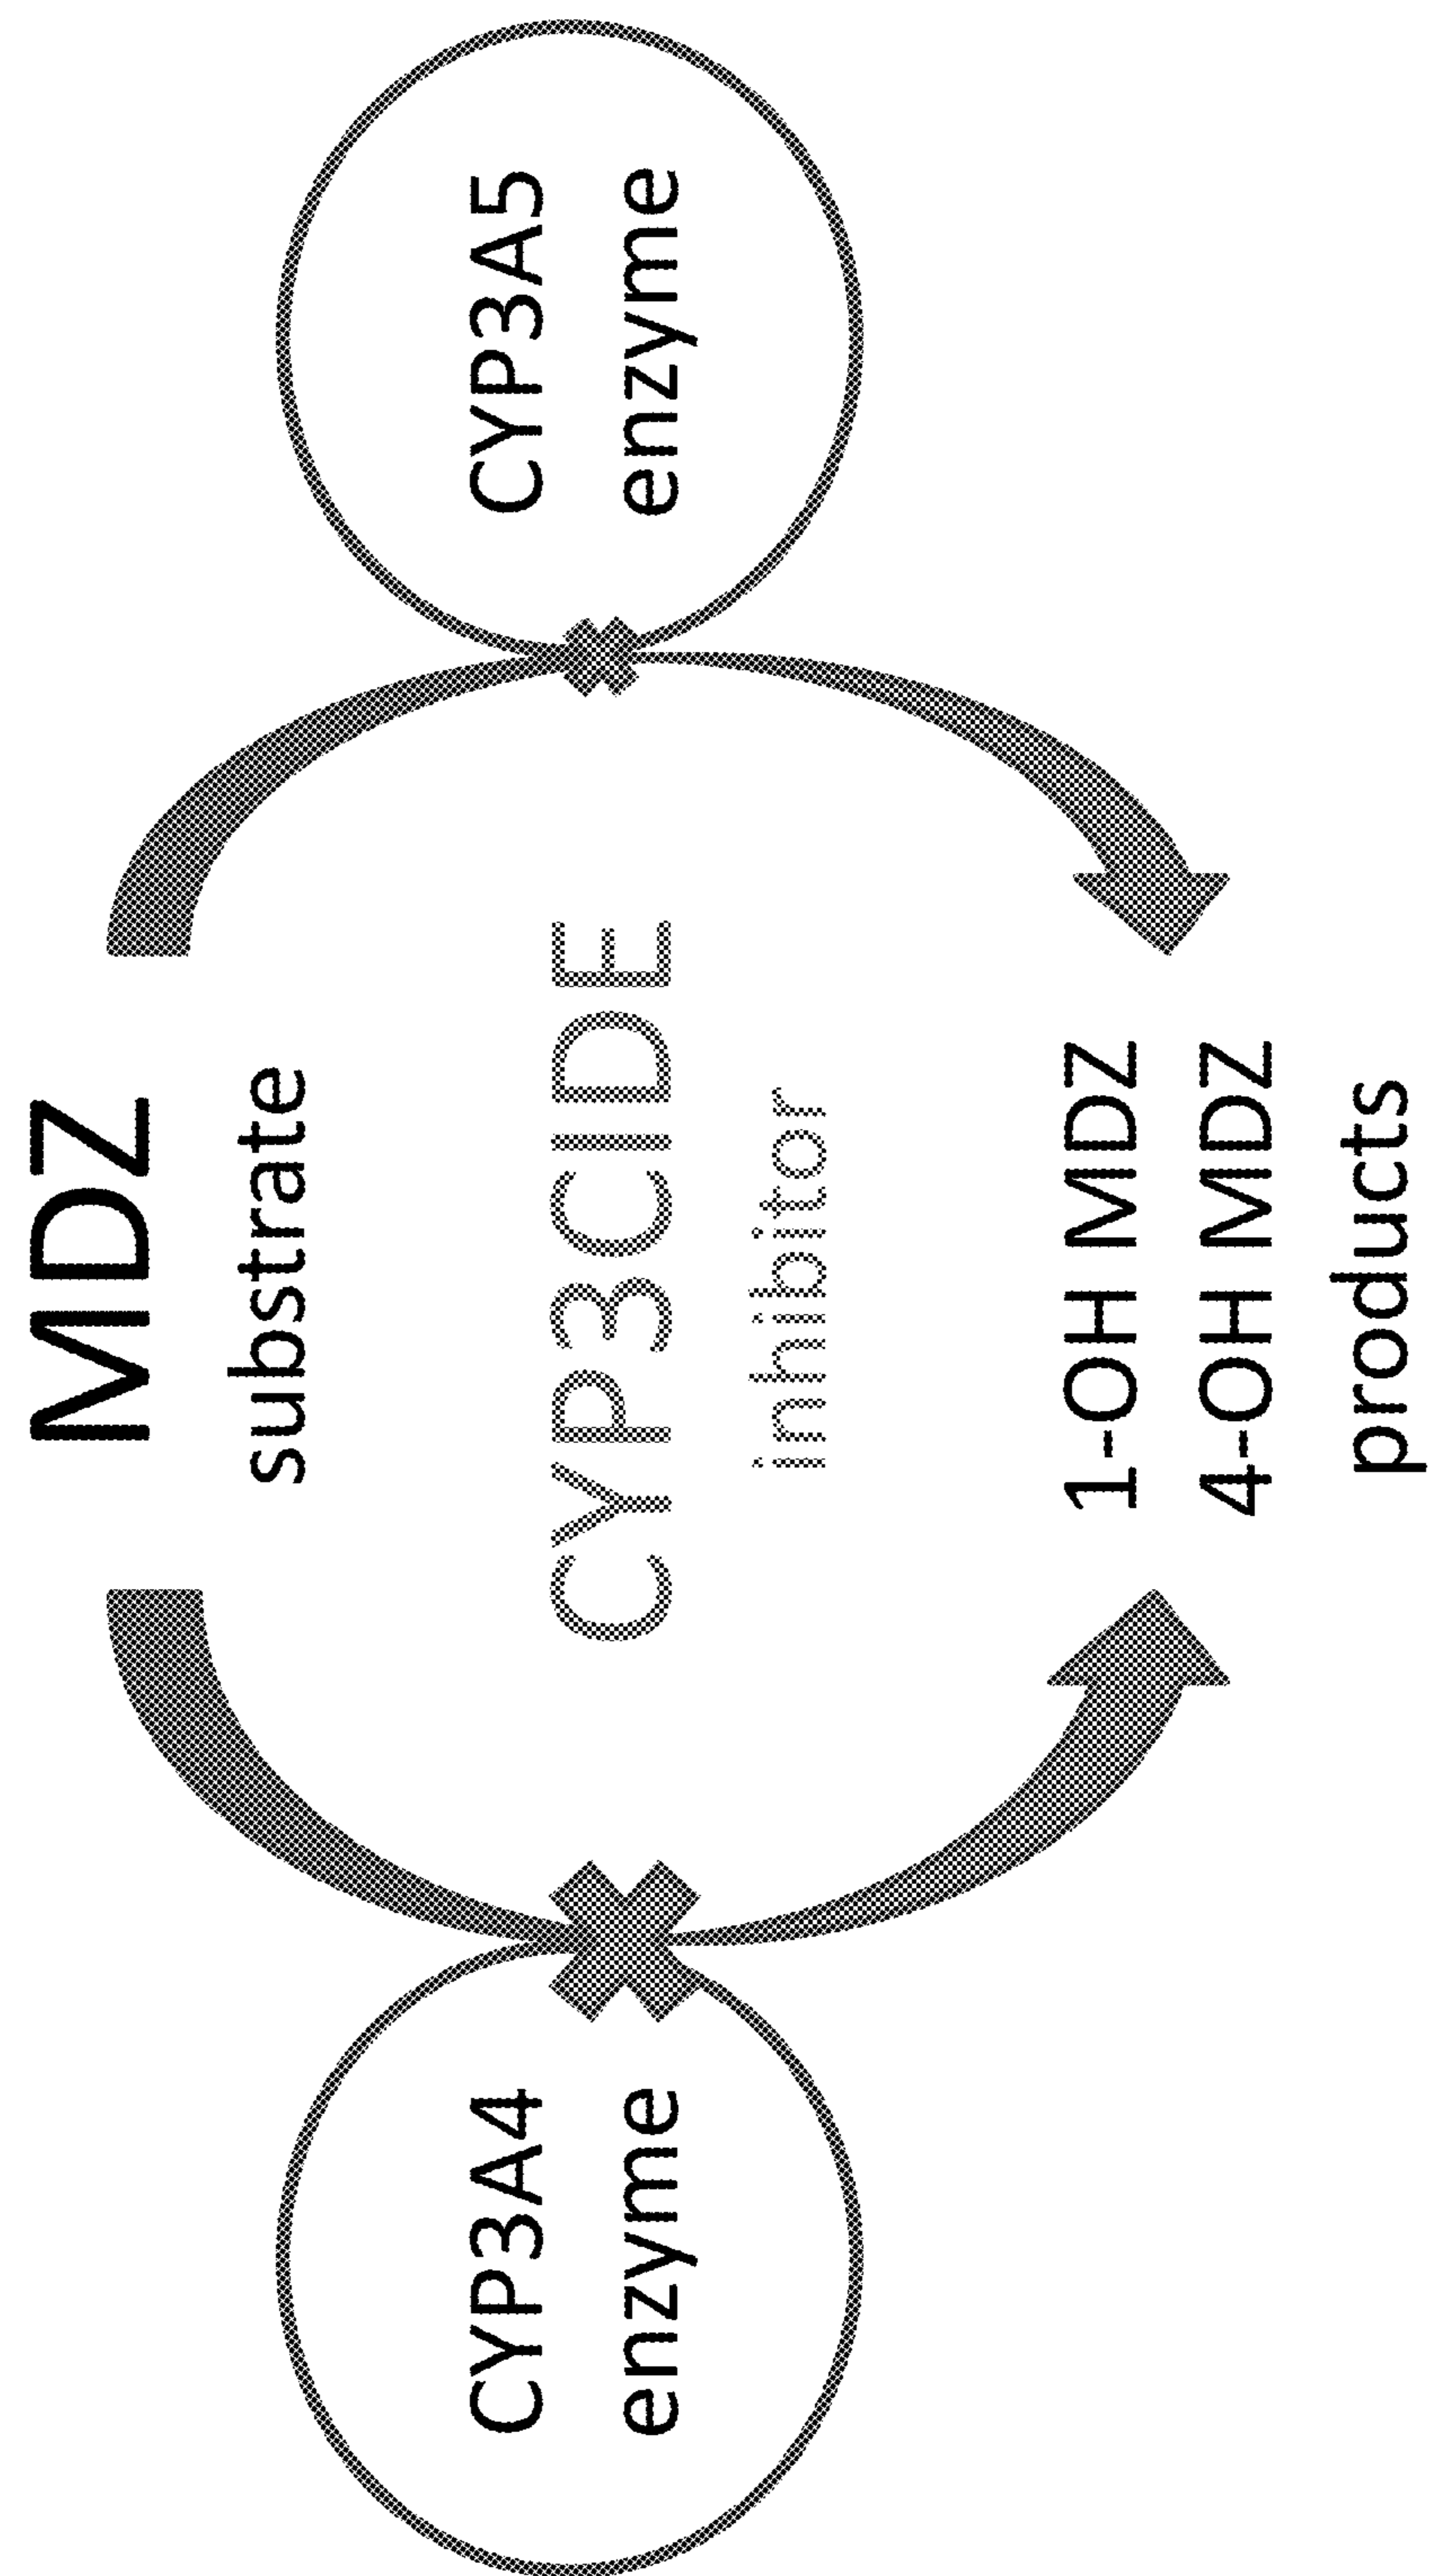 MDZ
substrate
CYP3A4
enzyme
CYP3CIDE
inhibitor
CYP3A5
enzyme
1-OH MDZ
4-OH MDZ
products